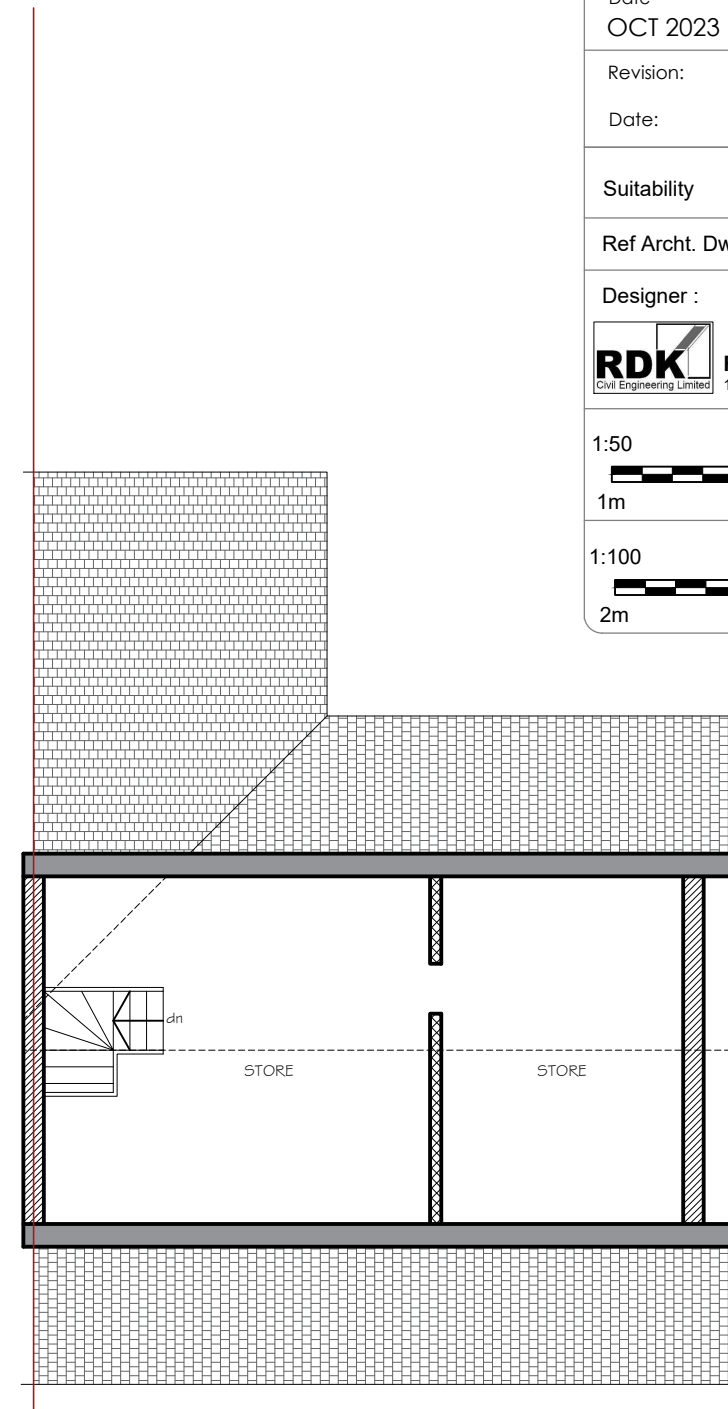 Date
OCT 2023
Revision:
Date:
Suitability
Ref Archt.
Designer :
RDK
Civil Engineering Limited
1:50
1m
1:100
2m
dn
STORE
STORE